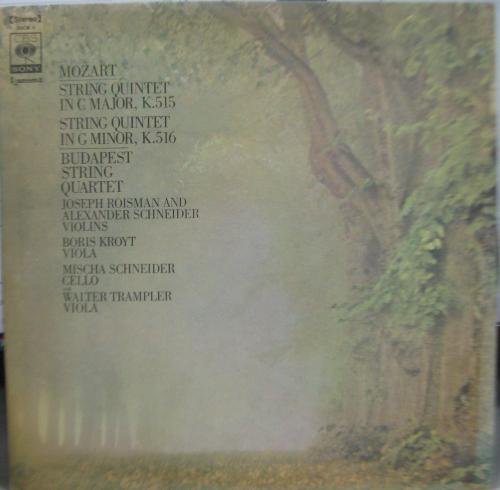 Stereo
CBS
SONY
MOZART
STRING QUINTET
IN C MAJOR, K.515
STRING QUINTET
IN G MINOR, K.516
BUDAPEST
STRING
QUARTET
JOSEPH ROISMAN AND
ALEXANDER SCHNEIDER
VIOLINS
BORIS KROYT
VIOLA
MISCHA SCHNEIDER
CELLO
WALTER TRAMPLER
VIOLA